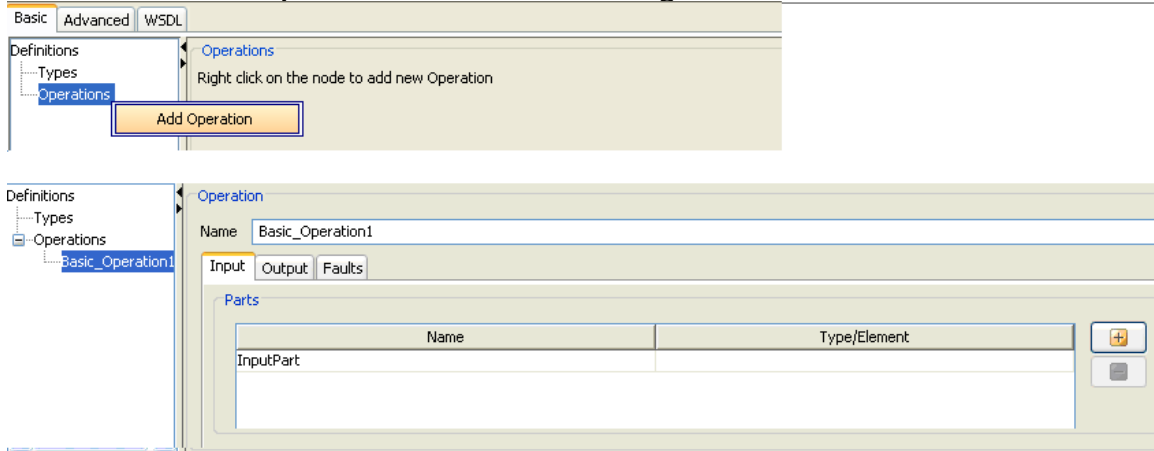 Basic Advanced WSDL
Definitions
Types
Operations
Add Operation
Operations
Right click on the node to add new Operation
Definitions
Types
Operations
Basic_Operation1
Operation
Name Basic_Operation1
Input Output Faults
Parts
Name Type/Element
InputPart